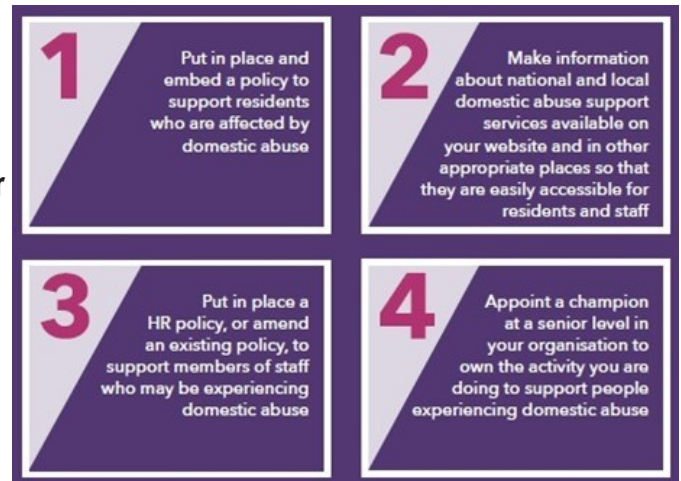 1
Put in place and
embed a policy to
support residents
who are affected by
domestic abuse
2
Make information
about national and local
domestic abuse support
services available on
your website and in other
appropriate places so that
they are easily accessible for
residents and staff
r
3
Put in place a
HR policy, or amend
an existing policy, to
support members of staff
who may be experiencing
domestic abuse
4
Appoint a champion
at a senior level in
your organisation to
own the activity you are
doing to support people
experiencing domestic abuse